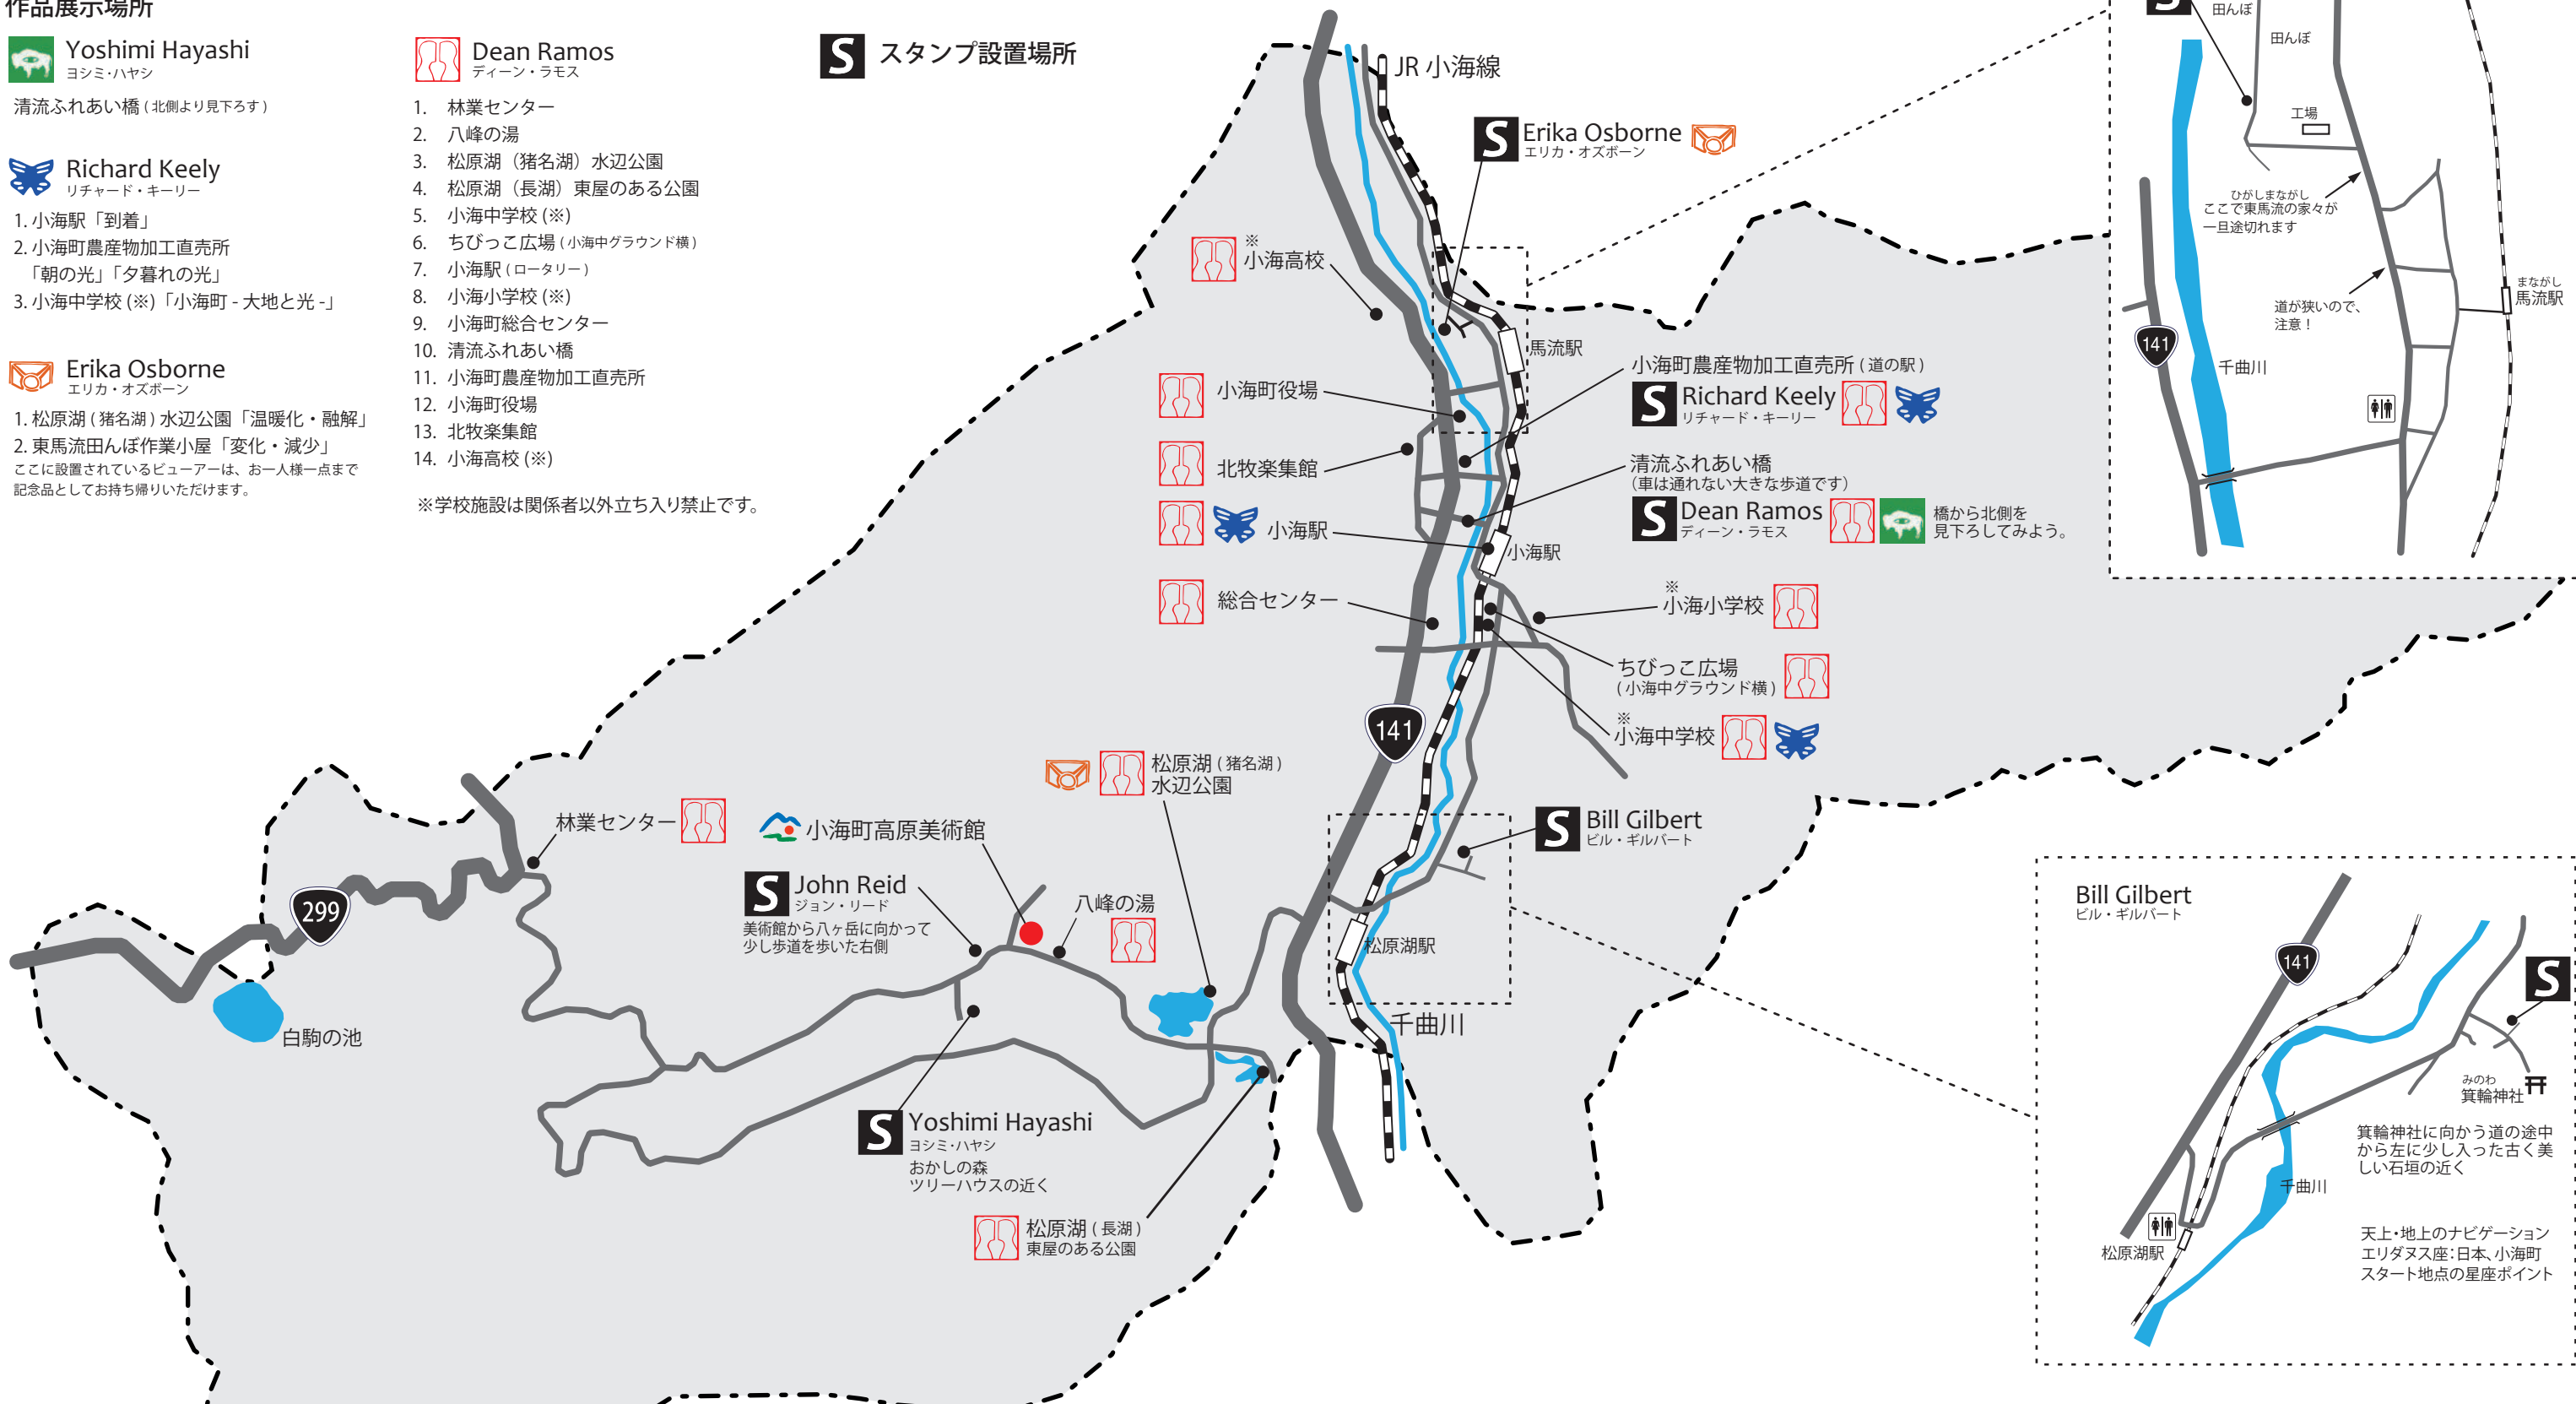 作品展示場所
Yoshimi Hayashi
ヨシミ・ハヤシ
清流ふれあい橋 ( 北側より見下ろす )
Richard Keely
リチャード・キーリー
1. 小海駅「到着」
2. 小海町農産物加工直売所
「朝の光」「夕暮れの光」
3. 小海中学校 (※)「小海町 - 大地と光 -」
Erika Osborne
エリカ・オズボーン
1. 松原湖 ( 猪名湖 ) 水辺公園「温暖化・融解」
2. 東馬流田んぼ作業小屋「変化・減少」
ここに設置されているビューアーは、お一人様一点まで
記念品としてお持ち帰りいただけます。
Dean Ramos
ディーン・ラモス
1. 林業センター
2. 八峰の湯
3. 松原湖（猪名湖）水辺公園
4. 松原湖（長湖）東屋のある公園
5. 小海中学校 (※)
6. ちびっこ広場 ( 小海中グラウンド横 )
7. 小海駅 ( ロータリー )
8. 小海小学校 (※)
9. 小海町総合センター
10. 清流ふれあい橋
11. 小海町農産物加工直売所
12. 小海町役場
13. 北牧楽集館
14. 小海高校 (※)
※学校施設は関係者以外立ち入り禁止です。
S スタンプ設置場所
JR 小海線
S Erika Osborne
エリカ・オズボーン
※
小海高校
馬流駅
小海町役場
小海町農産物加工直売所 ( 道の駅 )
S Richard Keely
リチャード・キーリー
北牧楽集館
清流ふれあい橋
（車は通れない大きな歩道です）
S Dean Ramos
ディーン・ラモス
橋から北側を
見下ろしてみよう。
小海駅
小海駅
総合センター
※
小海小学校
ちびっこ広場
( 小海中グラウンド横 )
※
小海中学校
141
松原湖 ( 猪名湖 )
水辺公園
林業センター
小海町高原美術館
S Bill Gilbert
ビル・ギルバート
S John Reid
ジョン・リード
美術館から八ヶ岳に向かって
少し歩道を歩いた右側
八峰の湯
299
松原湖駅
千曲川
白駒の池
S Yoshimi Hayashi
ヨシミ・ハヤシ
おかしの森
ツリーハウスの近く
松原湖 ( 長湖 )
東屋のある公園
S
田んぼ
田んぼ
工場
ひがしまながし
ここで東馬流の家々が
一旦途切れます
まながし
馬流駅
道が狭いので、
注意！
141
千曲川
Bill Gilbert
ビル・ギルバート
141
S
みのわ
箕輪神社
箕輪神社に向かう道の途中
から左に少し入った古く美
しい石垣の近く
千曲川
松原湖駅
天上・地上のナビゲーション
エリダヌス座：日本、小海町
スタート地点の星座ポイント